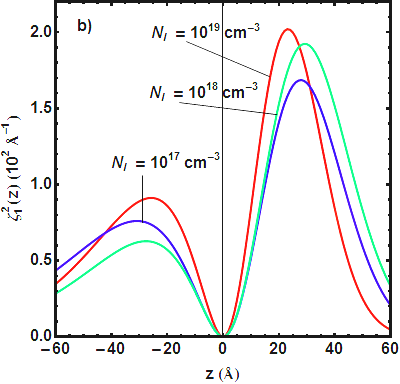 b)
N_I = 10^19 cm^-3
N_I = 10^18 cm^-3
N_I = 10^17 cm^-3
ζ_1^2 (z) (10^2 Å^-1)
2.0
1.5
1.0
0.5
0.0
-60 -40 -20 0 20 40 60
z (Å)